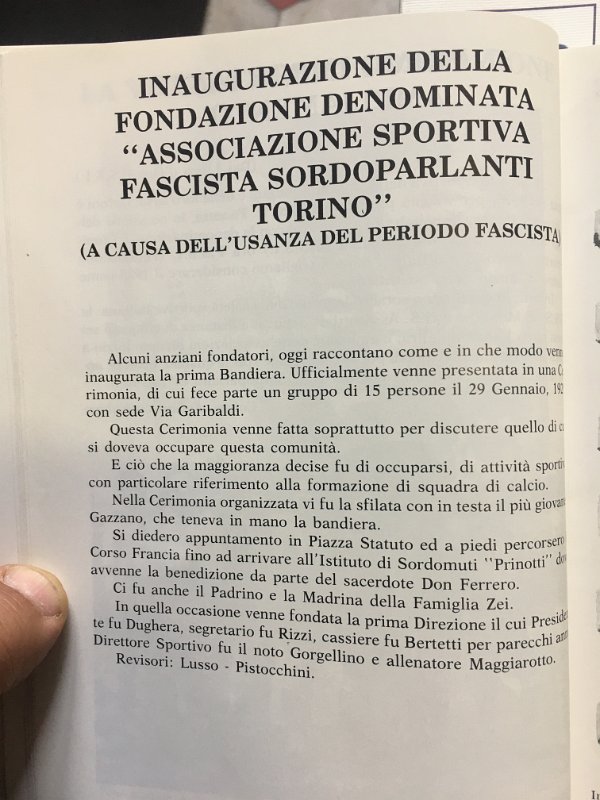 INAUGURAZIONE DELLA
FONDAZIONE DENOMINATA
“ASSOCIAZIONE SPORTIVA
FASCISTA SORDOPARLANTI
TORINO”
(A CAUSA DELL'USANZA DEL PERIODO FASCISTA)
Alcuni anziani fondatori, oggi raccontano come e in che modo
inaugurata la prima Bandiera. Ufficialmente venne presentata in una
rimonia, di cui fece parte un gruppo di 15 persone il 29 Gennaio,
con sede Via Garibaldi.
Questa Cerimonia venne fatta soprattutto per discutere quello di
si doveva occupare questa comunità.
E ciò che la maggioranza decise fu di occuparsi, di attività
con particolare riferimento alla formazione di squadra di calcio.
Nella Cerimonia organizzata vi fu la sfilata con in testa il più
Gazzano, che teneva in mano la bandiera.
Si diedero appuntamento in Piazza Statuto ed a piedi percorsero
Corso Francia fino ad arrivare all'Istituto di Sordomuti "Prinotti"
avvenne la benedizione da parte del sacerdote Don Ferrero.
Ci fu anche il Padrino e la Madrina della Famiglia Zei.
In quella occasione venne fondata la prima Direzione il cui
te fu Dughera, segretario fu Rizzi, cassiere fu Bertetti per parecchi
Direttore Sportivo fu il noto Gorgellino e allenatore Maggiarotto.
Revisori: Lusso - Pistocchini.